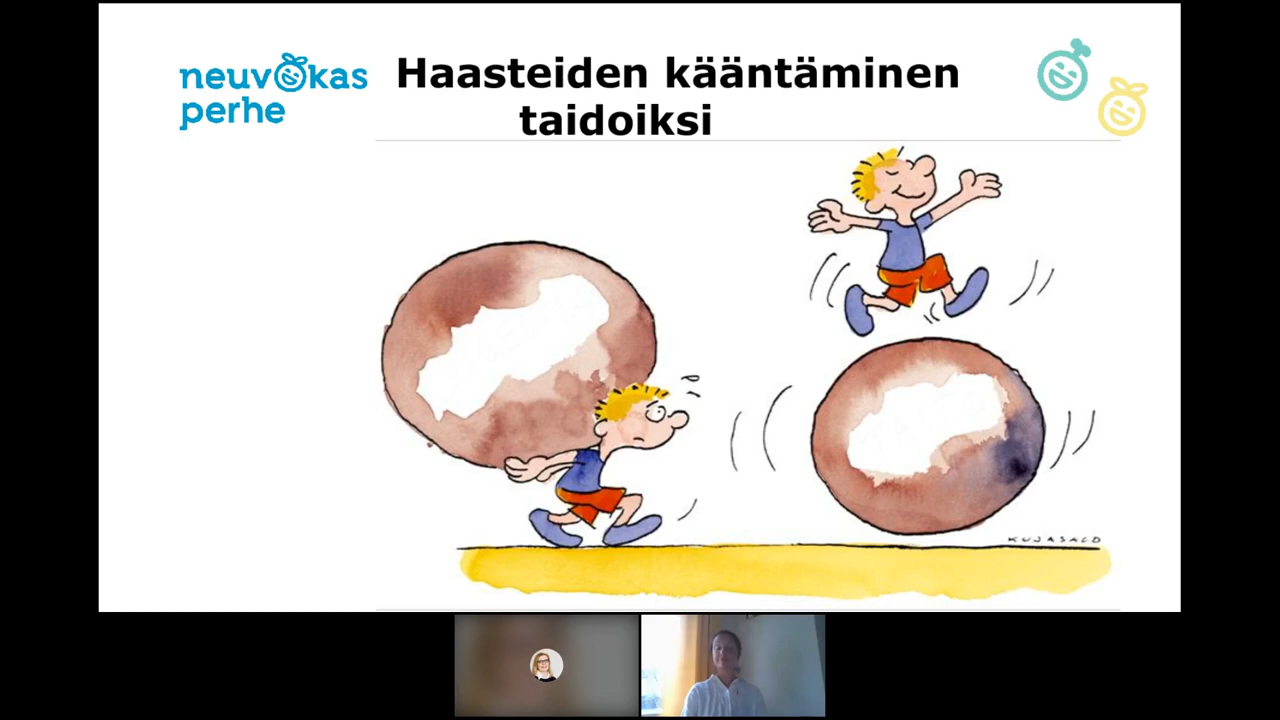 neuvokas
perhe
Haasteiden kääntäminen
taidoiksi
KUJASALO